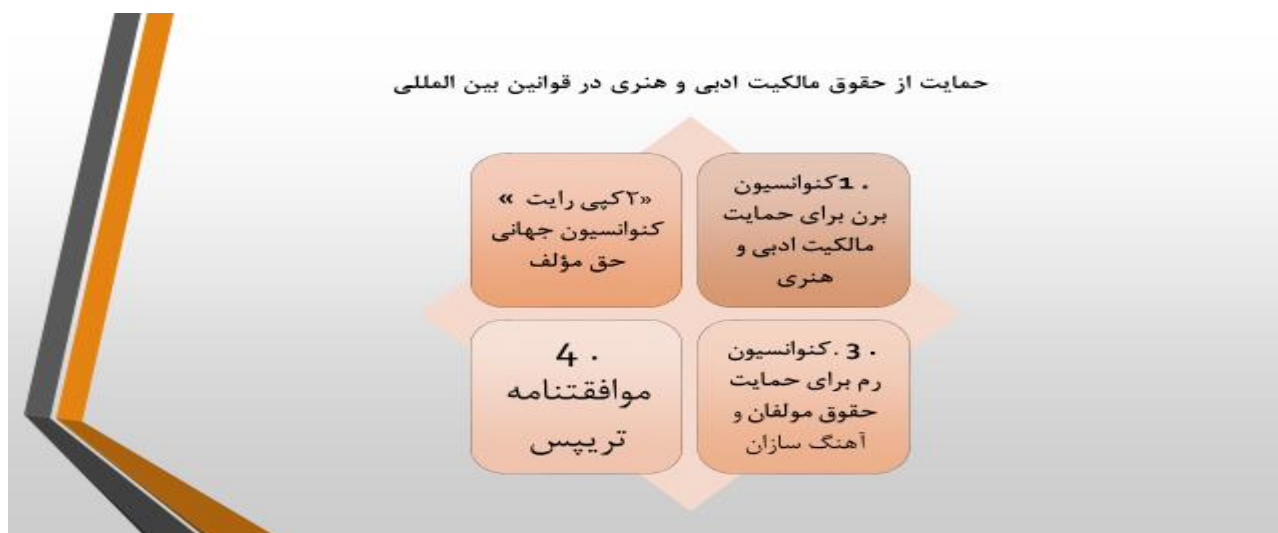 حمایت از حقوق مالکیت ادبی و هنری در قوانین بین المللی
. 1کنوانسیون
برن برای حمایت
مالکیت ادبی و
هنری
«۲کپی رایت »
کنوانسیون جهانی
حق مؤلف
. 3 .کنوانسیون
رم برای حمایت
حقوق مولفان و
آهنگ سازان
. 4
موافقتنامه
تریپس